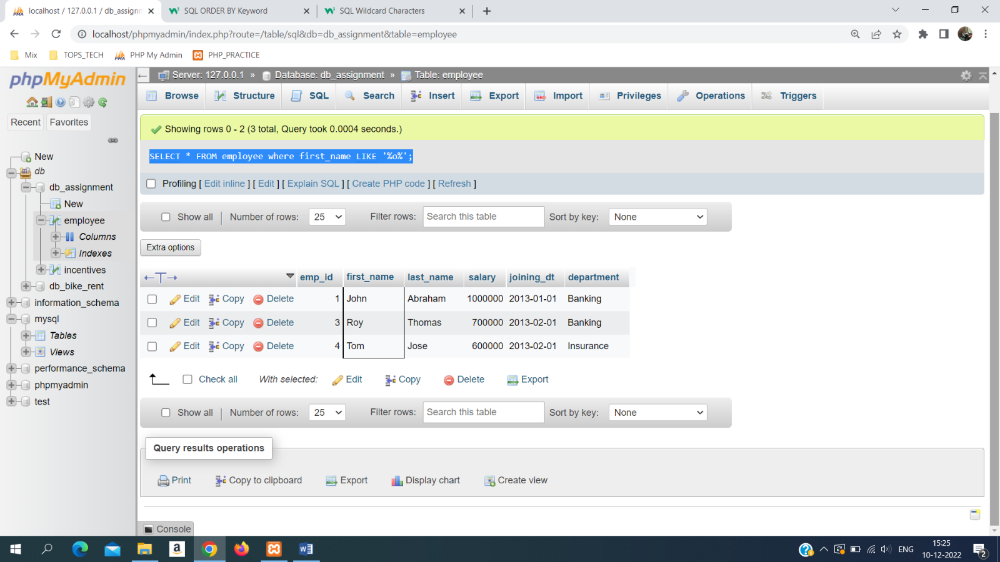 localhost / 127.0.0.1 / db_assignm
SQL ORDER BY Keyword
SQL Wildcard Characters
localhost/phpmyadmin/index.php?route=/table/sql&db=db_assignment&table=employee
Mix TOPS_TECH PHP My Admin PHP_PRACTICE
phpMyAdmin
Recent Favorites
New
db
db_assignment
New
employee
Columns
Indexes
incentives
db_bike_rent
information_schema
mysql
Tables
Views
performance_schema
phpmyadmin
test
Server: 127.0.0.1 » Database: db_assignment » Table: employee
Browse Structure SQL Search Insert Export Import Privileges Operations Triggers
Showing rows 0 - 2 (3 total, Query took 0.0004 seconds.)
SELECT * FROM employee where first_name LIKE '%o%';
Profiling [ Edit inline ] [ Edit ] [ Explain SQL ] [ Create PHP code ] [ Refresh ]
Show all | Number of rows: 25 Filter rows: Search this table Sort by key: None
Extra options
←T→ emp_id first_name last_name salary joining_dt department
Edit Copy Delete 1 John Abraham 1000000 2013-01-01 Banking
Edit Copy Delete 3 Roy Thomas 700000 2013-02-01 Banking
Edit Copy Delete 4 Tom Jose 600000 2013-02-01 Insurance
Check all With selected: Edit Copy Delete Export
Show all | Number of rows: 25 Filter rows: Search this table Sort by key: None
Query results operations
Print Copy to clipboard Export Display chart Create view
Console
ENG
15:25
10-12-2022
2